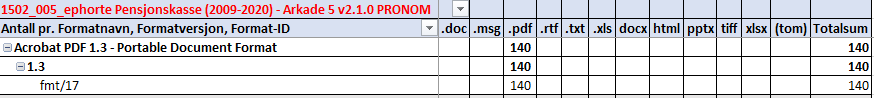 1502_005_ephorte Pensjonskasse (2009-2020) - Arkade 5 v2.1.0 PRONOM
Antall pr. Formatnavn, Formatversjon, Format-ID .doc .msg .pdf .rtf .txt .xls docx html pptx tiff xlsx (tom) Totalsum
Acrobat PDF 1.3 - Portable Document Format 140 140
1.3 140 140
fmt/17 140 140